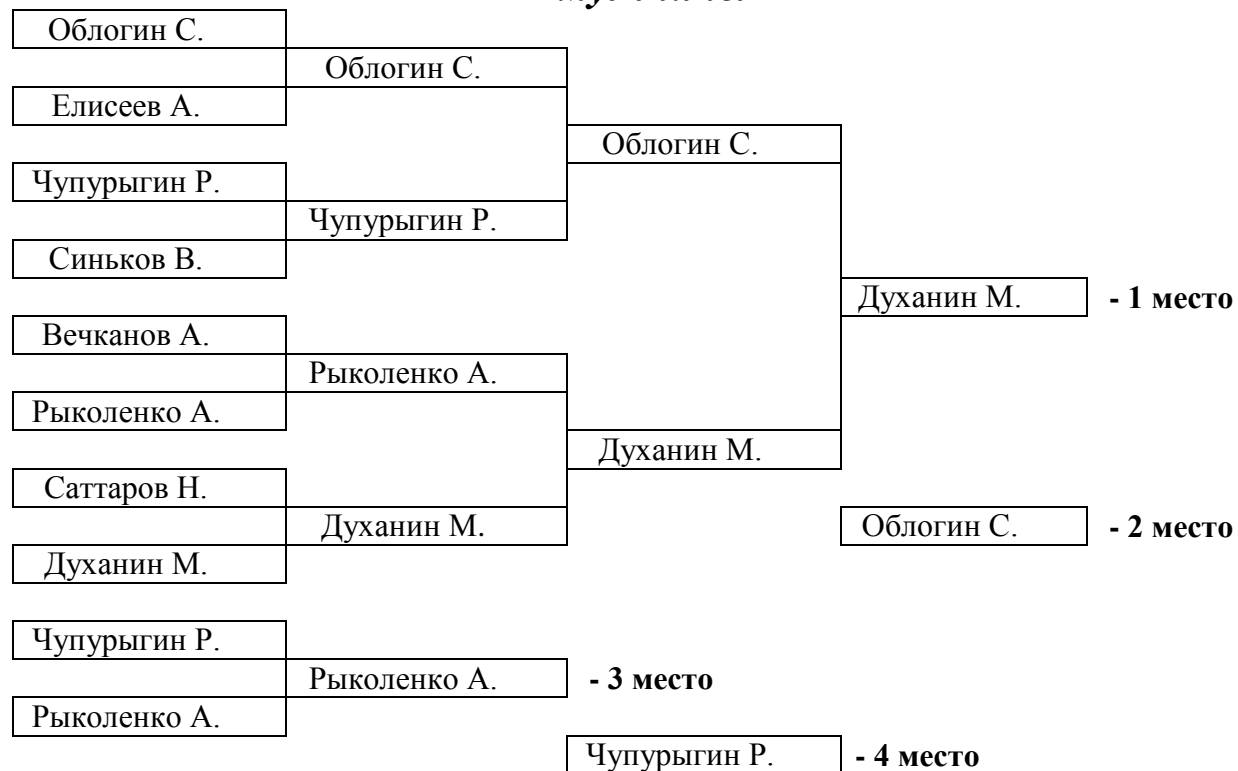 Облогин С.
Облогин С.
Елисеев А.
Облогин С.
Чупурыгин Р.
Чупурыгин Р.
Синьков В.
Духанин М. - 1 место
Вечканов А.
Рыколенко А.
Рыколенко А.
Духанин М.
Саттаров Н.
Духанин М. Облогин С. - 2 место
Духанин М.
Чупурыгин Р.
Рыколенко А. - 3 место
Рыколенко А.
Чупурыгин Р. - 4 место